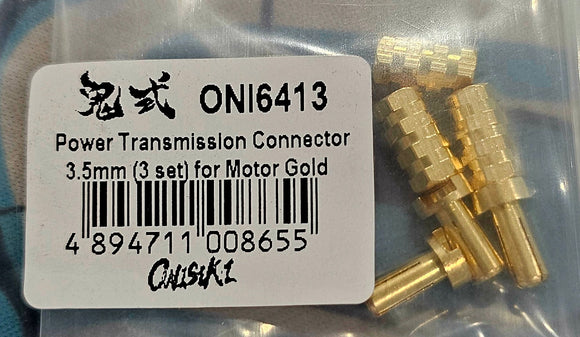 鬼式 ONI6413
Power Transmission Connector
3.5mm (3 set) for Motor Gold
4 894711 008655
ONISIKI